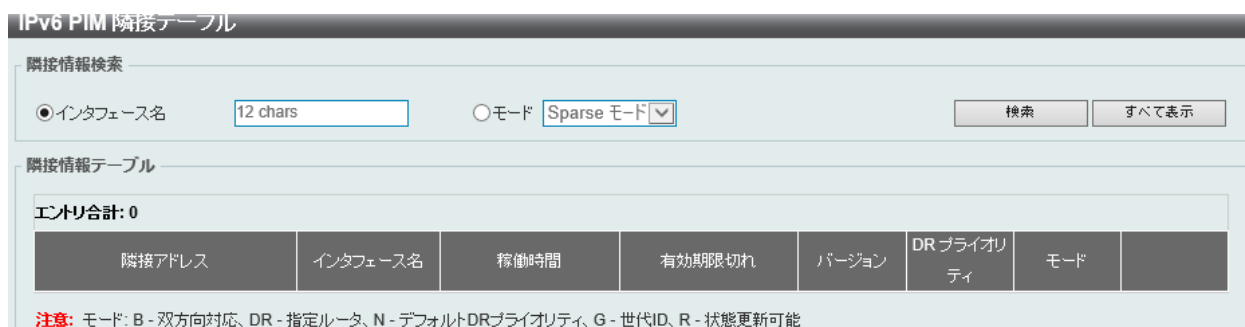 IPv6 PIM 隣接テーブル
隣接情報検索
インタフェース名 12 chars モード Sparse モード 検索 すべて表示
隣接情報テーブル
エントリ合計: 0
隣接アドレス インタフェース名 稼働時間 有効期限切れ バージョン DR プライオリ
ティ モード
注意: モード: B - 双方向対応、DR - 指定ルータ、N - デフォルトDRプライオリティ、G - 世代ID、R - 状態更新可能